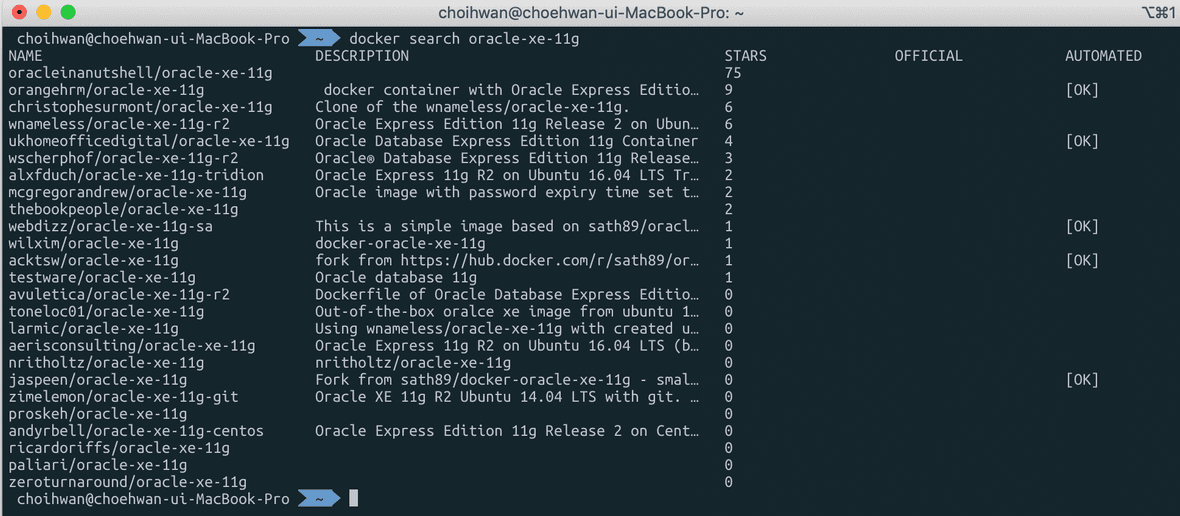 choihwan@choehwan-ui-MacBook-Pro: ~ ⌥⌘1
choihwan@choehwan-ui-MacBook-Pro ~ docker search oracle-xe-11g
NAME DESCRIPTION STARS OFFICIAL AUTOMATED
oracleinanutshell/oracle-xe-11g 75
orangehrm/oracle-xe-11g docker container with Oracle Express Editio… 9 [OK]
christophesurmont/oracle-xe-11g Clone of the wnameless/oracle-xe-11g. 6
wnameless/oracle-xe-11g-r2 Oracle Express Edition 11g Release 2 on Ubun… 6
ukhomeofficedigital/oracle-xe-11g Oracle Database Express Edition 11g Container 4 [OK]
wscherphof/oracle-xe-11g-r2 Oracle® Database Express Edition 11g Release… 3
alxfduch/oracle-xe-11g-tridion Oracle Express 11g R2 on Ubuntu 16.04 LTS Tr… 2
mcgregorandrew/oracle-xe-11g Oracle image with password expiry time set t… 2
thebookpeople/oracle-xe-11g 2
webdizz/oracle-xe-11g-sa This is a simple image based on sath89/oracl… 1 [OK]
wilxim/oracle-xe-11g docker-oracle-xe-11g 1
acktsw/oracle-xe-11g fork from https://hub.docker.com/r/sath89/or… 1 [OK]
testware/oracle-xe-11g Oracle database 11g 1
avuletica/oracle-xe-11g-r2 Dockerfile of Oracle Database Express Editio… 0
toneloc01/oracle-xe-11g Out-of-the-box oralce xe image from ubuntu 1… 0
larmic/oracle-xe-11g Using wnameless/oracle-xe-11g with created u… 0
aerisconsulting/oracle-xe-11g Oracle Express 11g R2 on Ubuntu 16.04 LTS (b… 0
nritholtz/oracle-xe-11g nritholtz/oracle-xe-11g 0
jaspeen/oracle-xe-11g Fork from sath89/docker-oracle-xe-11g - smal… 0 [OK]
zimelemon/oracle-xe-11g-git Oracle XE 11g R2 Ubuntu 14.04 LTS with git. … 0
proskeh/oracle-xe-11g 0
andyrbell/oracle-xe-11g-centos Oracle Express Edition 11g Release 2 on Cent… 0
ricardoriffs/oracle-xe-11g 0
paliari/oracle-xe-11g 0
zeroturnaround/oracle-xe-11g 0
choihwan@choehwan-ui-MacBook-Pro ~